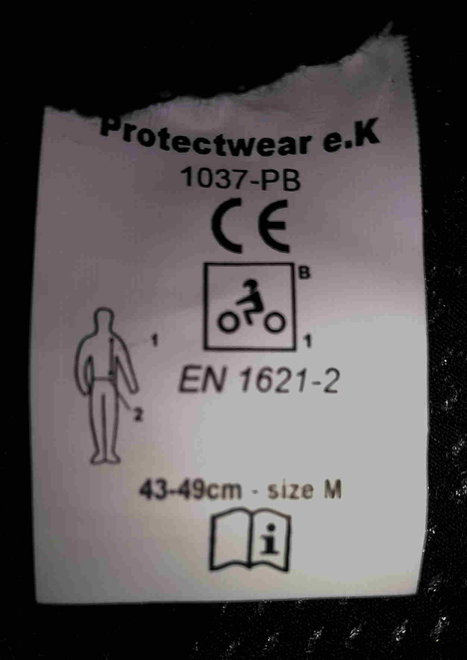 Protectwear e.K
1037-PB
CE
B
1
EN 1621-2
1
2
43-49cm - size M
i